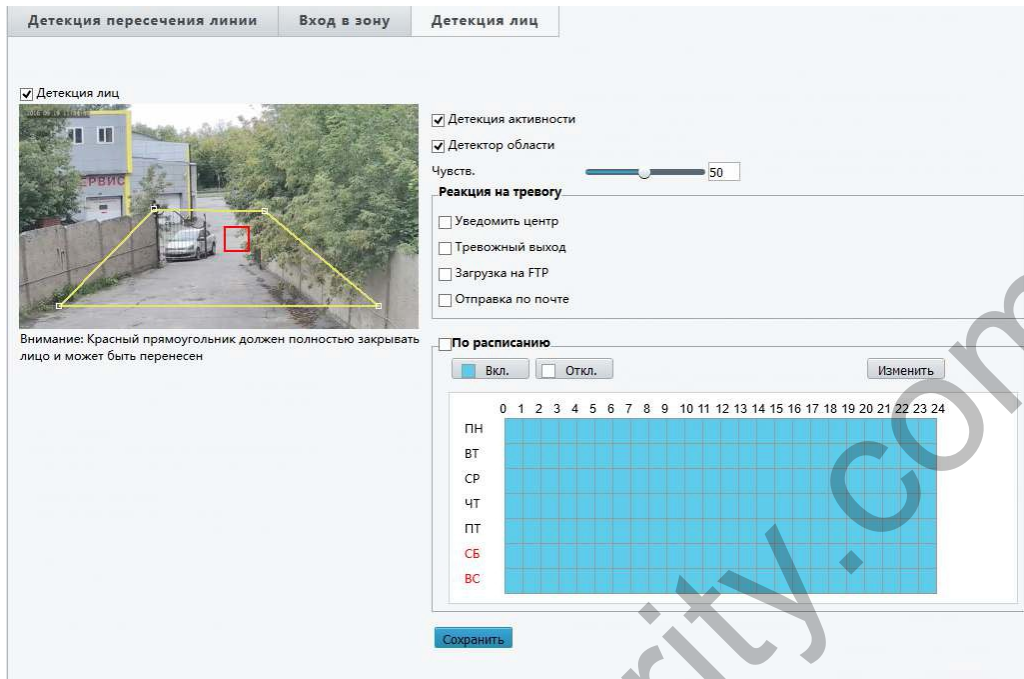 Детекция пересечения линии
Вход в зону
Детекция лиц
Детекция лиц
РВИС
Внимание: Красный прямоугольник должен полностью закрывать
лицо и может быть перенесен
Детекция активности
Детектор области
Чувств.
50
Реакция на тревогу
Уведомить центр
Тревожный выход
Загрузка на FTP
Отправка по почте
По расписанию
Вкл.
Откл.
Изменить
0 1 2 3 4 5 6 7 8 9 10 11 12 13 14 15 16 17 18 19 20 21 22 23 24
ПН
ВТ
СР
ЧТ
ПТ
СБ
ВС
Сохранить
rity.com